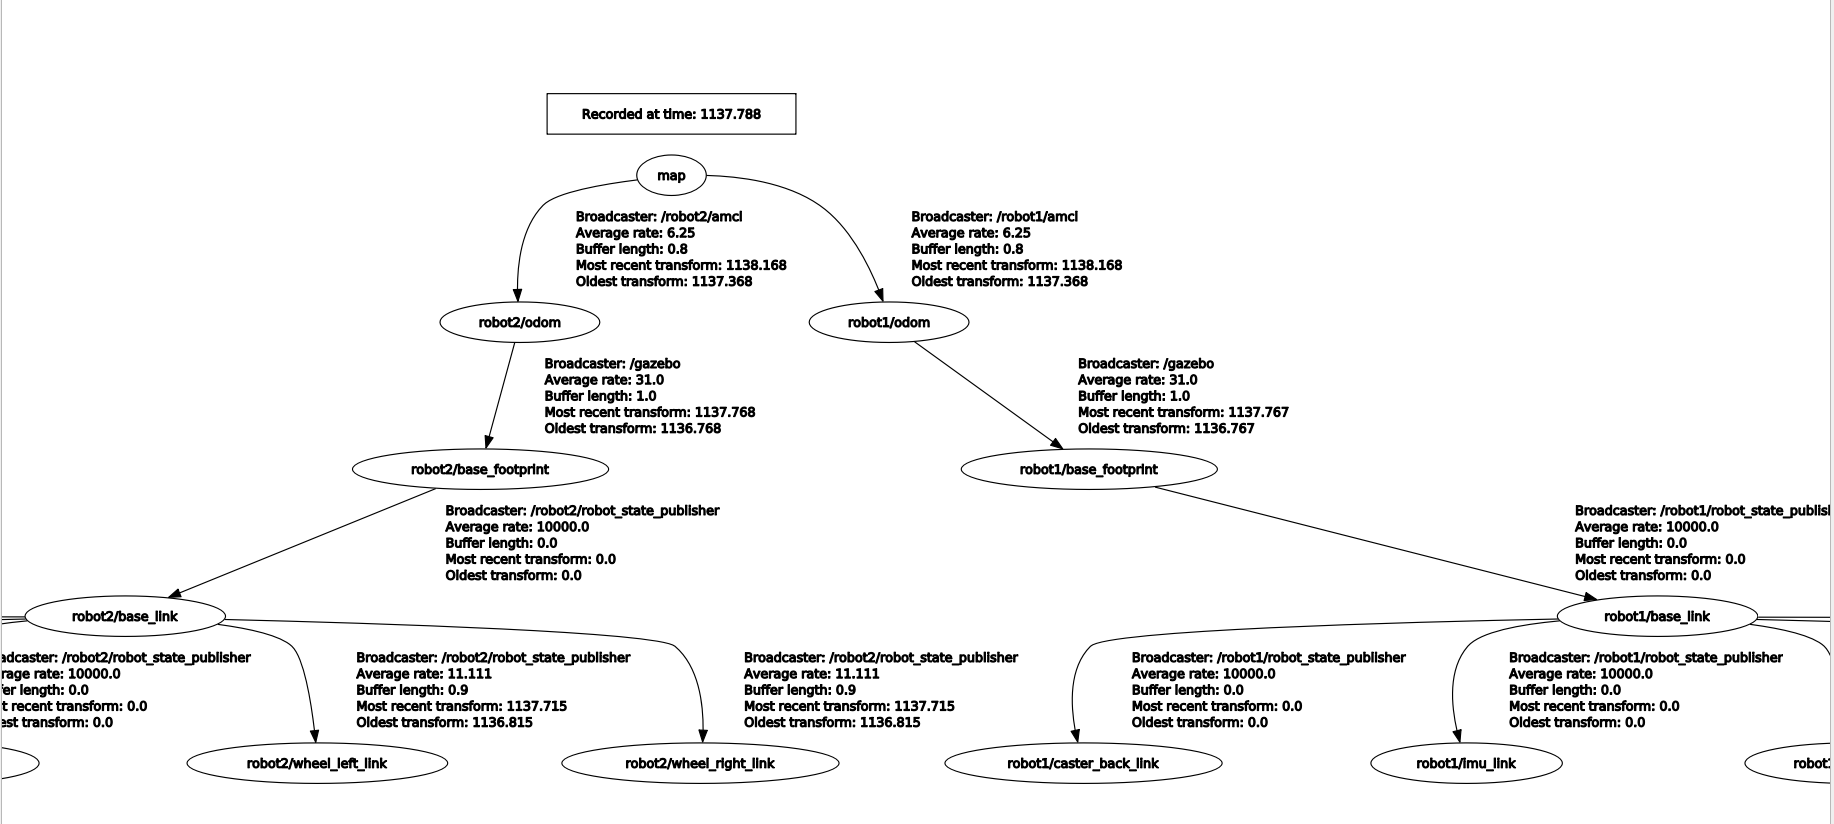 Recorded at time: 1137.788
map
Broadcaster: /robot2/amcl
Average rate: 6.25
Buffer length: 0.8
Most recent transform: 1138.168
Oldest transform: 1137.368
Broadcaster: /robot1/amcl
Average rate: 6.25
Buffer length: 0.8
Most recent transform: 1138.168
Oldest transform: 1137.368
robot2/odom
robot1/odom
Broadcaster: /gazebo
Average rate: 31.0
Buffer length: 1.0
Most recent transform: 1137.768
Oldest transform: 1136.768
Broadcaster: /gazebo
Average rate: 31.0
Buffer length: 1.0
Most recent transform: 1137.767
Oldest transform: 1136.767
robot2/base_footprint
robot1/base_footprint
Broadcaster: /robot2/robot_state_publisher
Average rate: 10000.0
Buffer length: 0.0
Most recent transform: 0.0
Oldest transform: 0.0
Broadcaster: /robot1/robot_state_publis
Average rate: 10000.0
Buffer length: 0.0
Most recent transform: 0.0
Oldest transform: 0.0
robot2/base_link
robot1/base_link
adcaster: /robot2/robot_state_publisher
rage rate: 10000.0
fer length: 0.0
t recent transform: 0.0
est transform: 0.0
Broadcaster: /robot2/robot_state_publisher
Average rate: 11.111
Buffer length: 0.9
Most recent transform: 1137.715
Oldest transform: 1136.815
Broadcaster: /robot2/robot_state_publisher
Average rate: 11.111
Buffer length: 0.9
Most recent transform: 1137.715
Oldest transform: 1136.815
Broadcaster: /robot1/robot_state_publisher
Average rate: 10000.0
Buffer length: 0.0
Most recent transform: 0.0
Oldest transform: 0.0
Broadcaster: /robot1/robot_state_publisher
Average rate: 10000.0
Buffer length: 0.0
Most recent transform: 0.0
Oldest transform: 0.0
robot2/wheel_left_link
robot2/wheel_right_link
robot1/caster_back_link
robot1/imu_link
robot